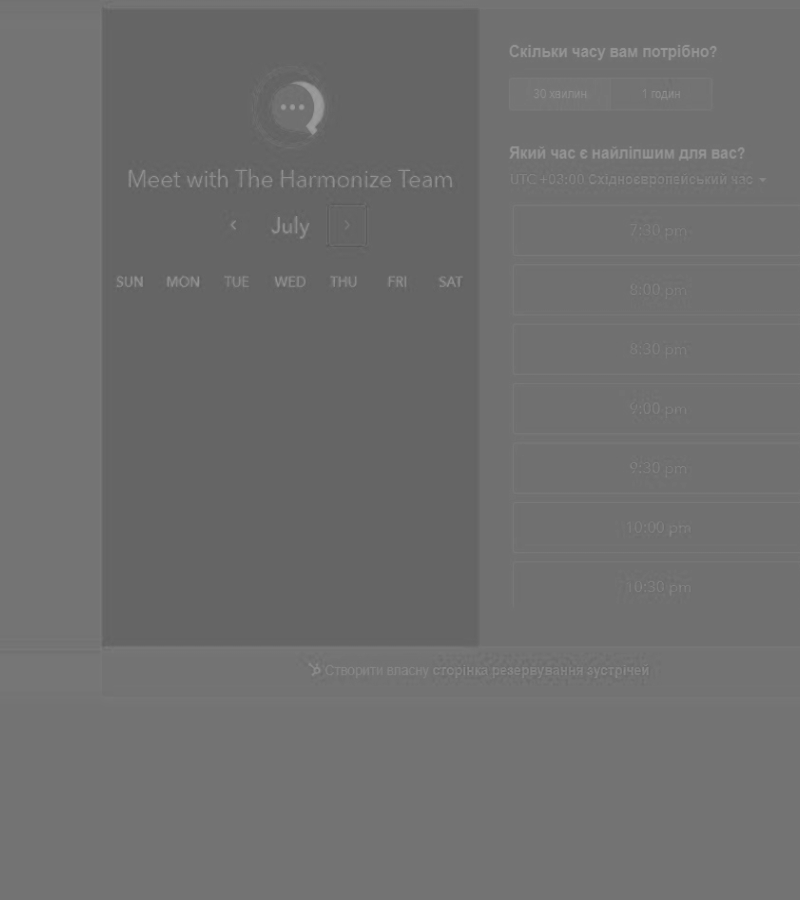 Meet with The Harmonize Team
July
SUN MON TUE WED THU FRI SAT
Скільки часу вам потрібно?
30 хвилин 1 годин
Який час є найліпшим для вас?
UTC +03:00 Східноєвропейський час
7:30 pm
8:00 pm
8:30 pm
9:00 pm
9:30 pm
10:00 pm
10:30 pm
Створити власну сторінка резервування зустрічей